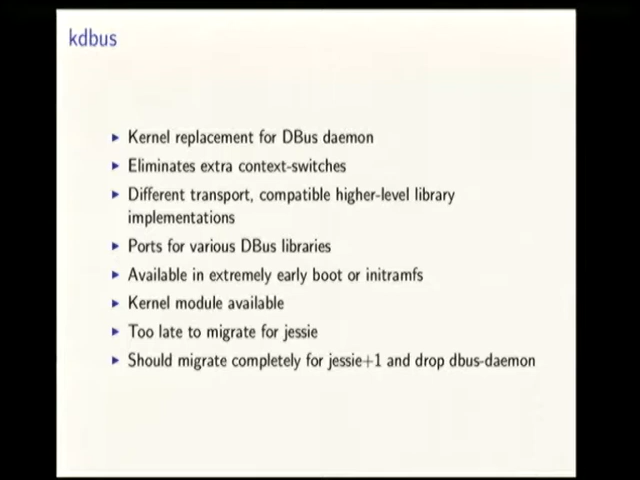 kdbus
Kernel replacement for DBus daemon
Eliminates extra context-switches
Different transport, compatible higher-level library
implementations
Ports for various DBus libraries
Available in extremely early boot or initramfs
Kernel module available
Too late to migrate for jessie
Should migrate completely for jessie+1 and drop dbus-daemon